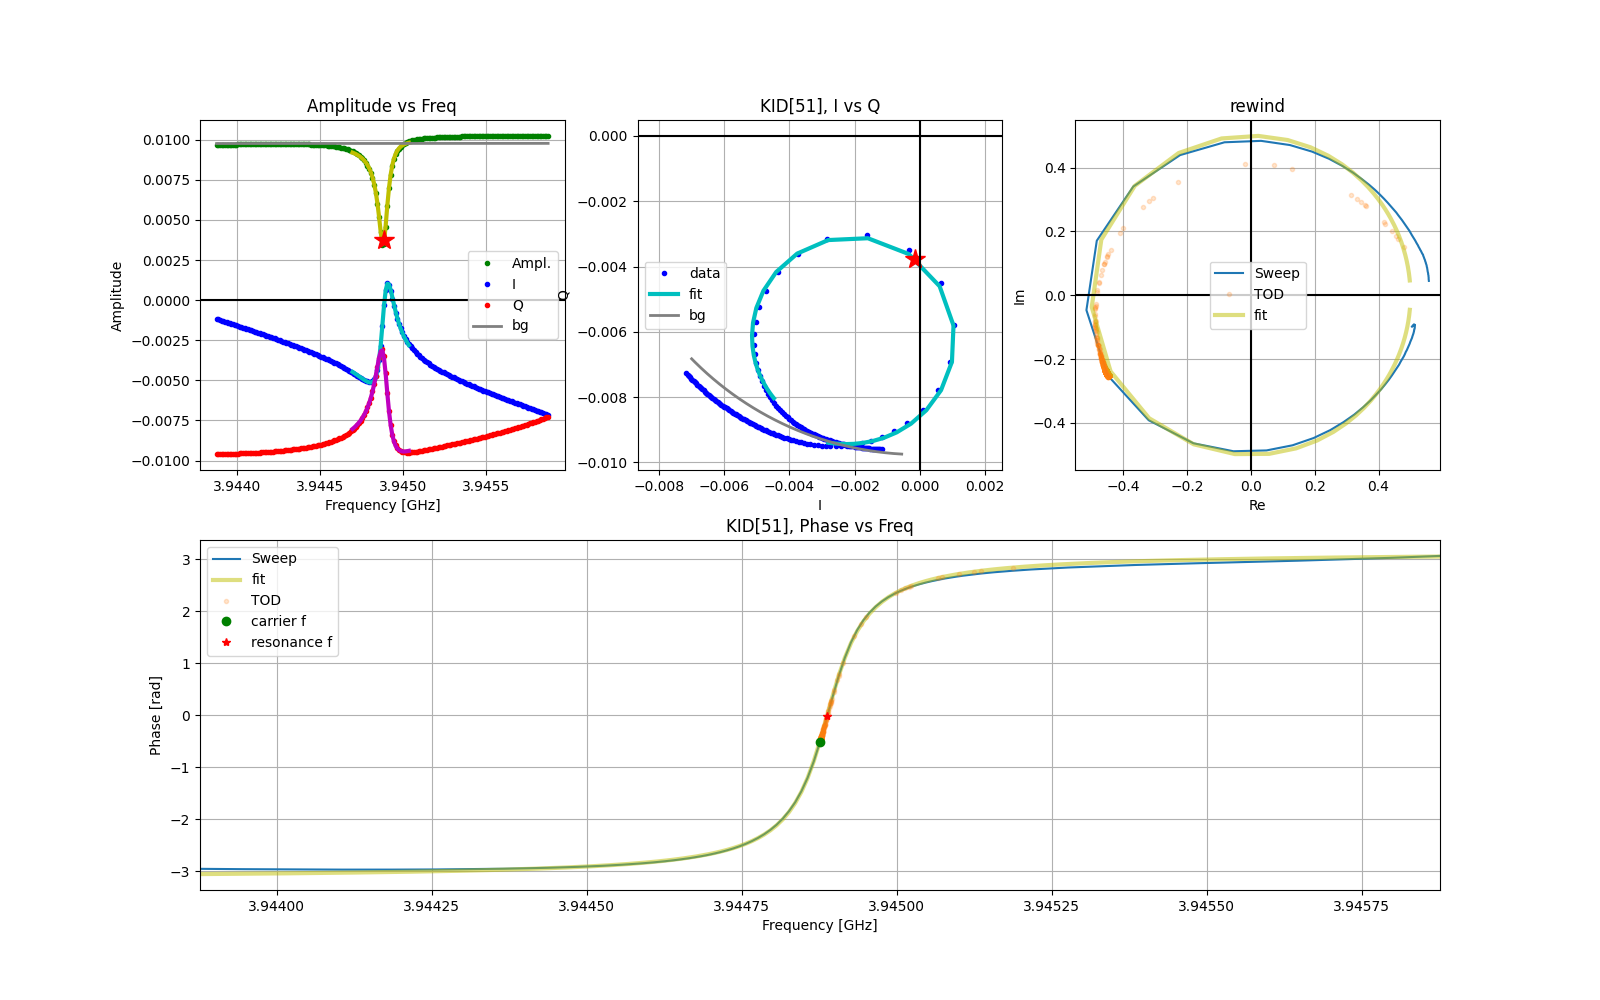 Amplitude vs Freq
0.0100
0.0075
0.0050
0.0025
0.0000
−0.0025
−0.0050
−0.0075
−0.0100
Amplitude
3.9440
3.9445
3.9450
3.9455
Frequency [GHz]
Ampl.
I
Q
bg
KID[51], I vs Q
0.000
−0.002
−0.004
−0.006
−0.008
−0.010
Q
−0.008
−0.006
−0.004
−0.002
0.000
0.002
I
data
fit
bg
rewind
0.4
0.2
0.0
−0.2
−0.4
Im
−0.4
−0.2
0.0
0.2
0.4
Re
Sweep
TOD
fit
KID[51], Phase vs Freq
3
2
1
0
−1
−2
−3
Phase [rad]
3.94400
3.94425
3.94450
3.94475
3.94500
3.94525
3.94550
3.94575
Frequency [GHz]
Sweep
fit
TOD
carrier f
resonance f